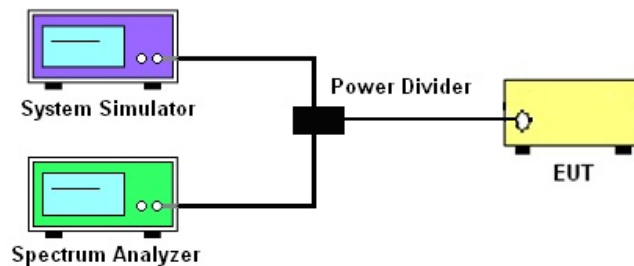 System Simulator
Power Divider
EUT
Spectrum Analyzer